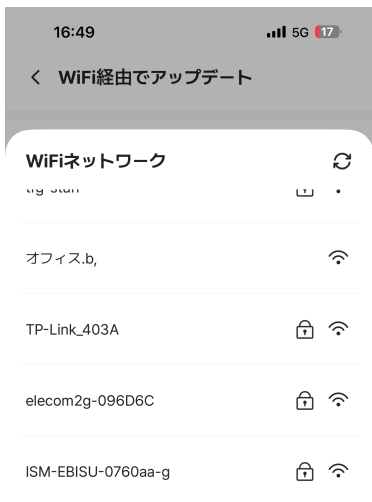 16:49
5G 17
WiFi経由でアップデート
WiFiネットワーク
オフィス.b,
TP-Link_403A
elecom2g-096D6C
ISM-EBISU-0760aa-g